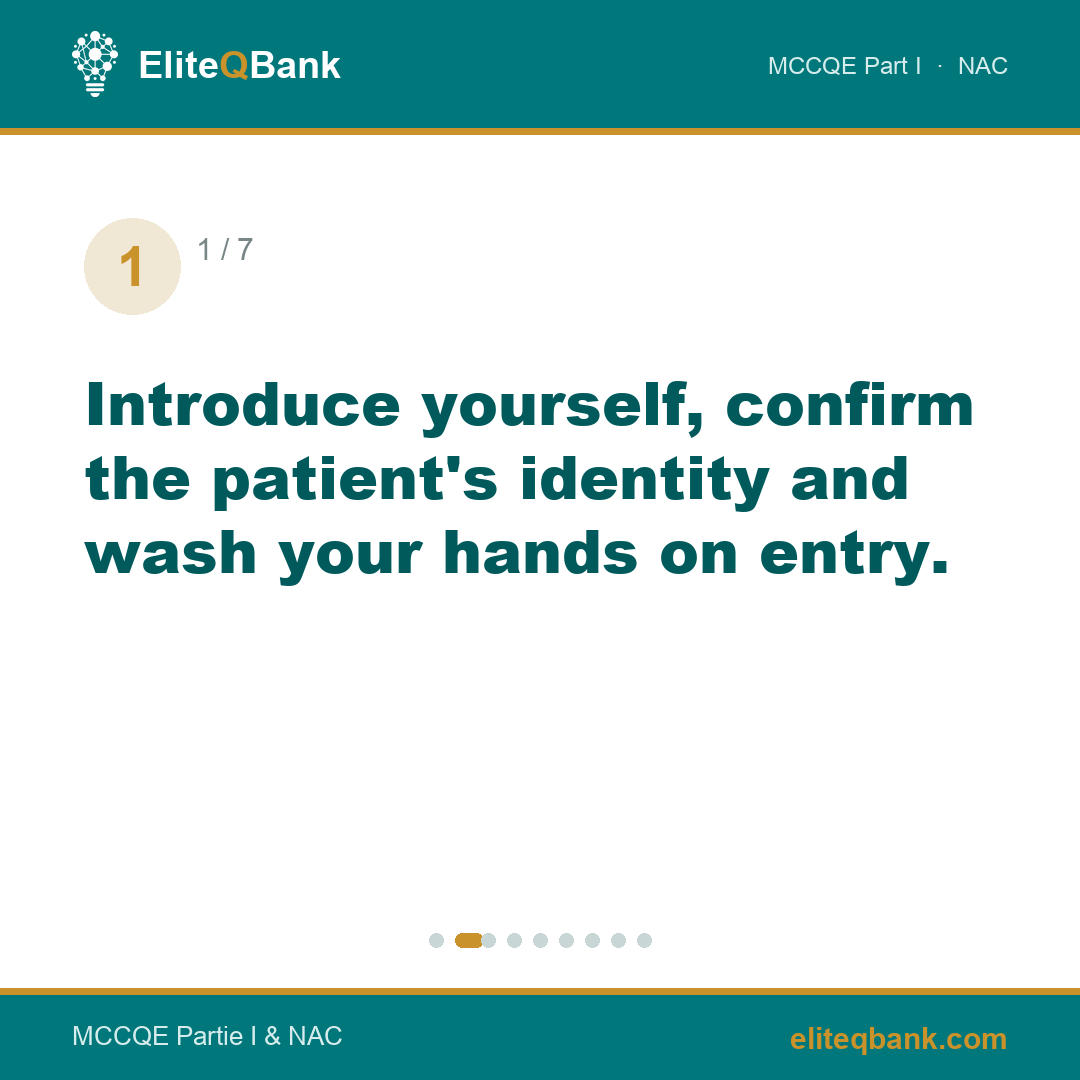 EliteQBank
MCCQE Part I · NAC
1
1 / 7
Introduce yourself, confirm
the patient's identity and
wash your hands on entry.
MCCQE Partie I & NAC
eliteqbank.com